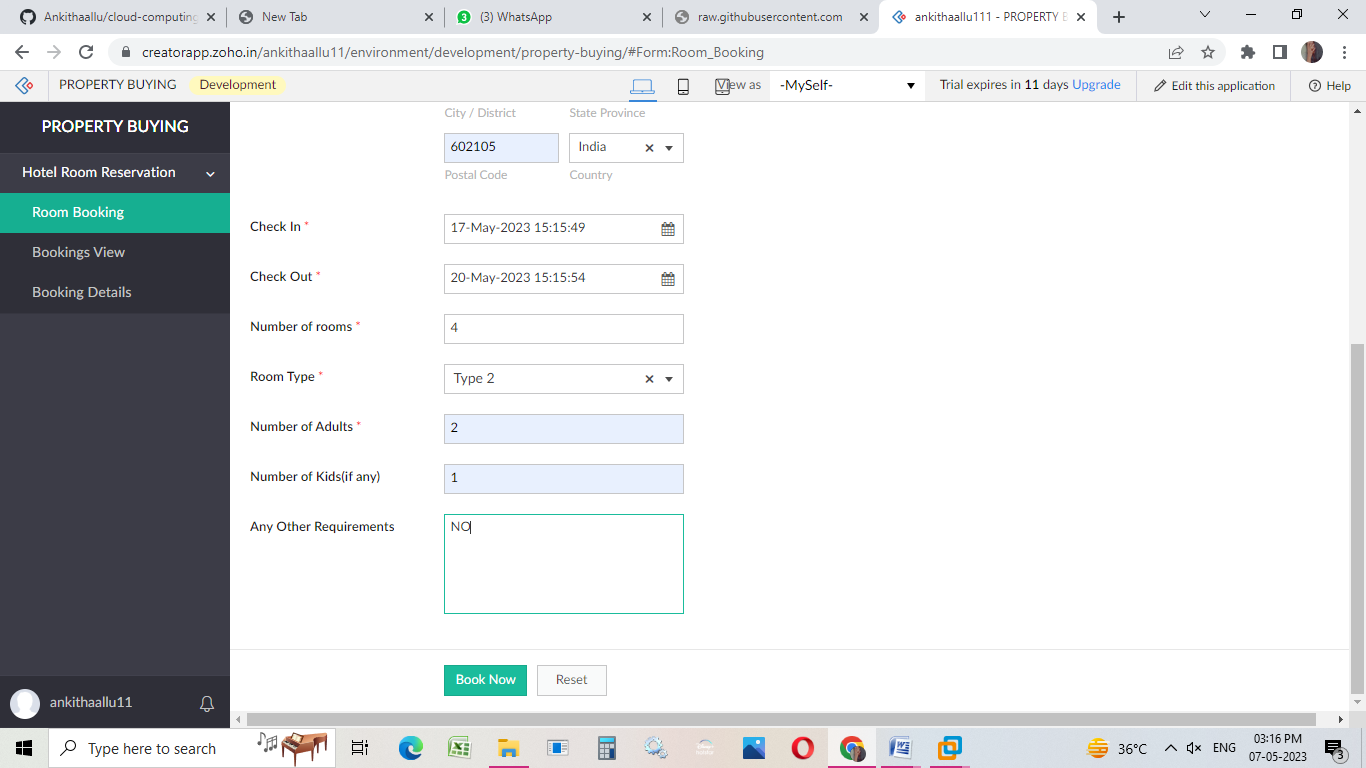 Ankithaallu/cloud-computing
New Tab
(3) WhatsApp
raw.githubusercontent.com
ankithaallu111 - PROPERTY B
creatorapp.zoho.in/ankithaallu11/environment/development/property-buying/#Form:Room_Booking
PROPERTY BUYING
Development
View as
-MySelf-
Trial expires in 11 days Upgrade
Edit this application
Help
PROPERTY BUYING
Hotel Room Reservation
Room Booking
Bookings View
Booking Details
City / District
State Province
602105
India
Postal Code
Country
Check In *
17-May-2023 15:15:49
Check Out *
20-May-2023 15:15:54
Number of rooms *
4
Room Type *
Type 2
Number of Adults *
2
Number of Kids(if any)
1
Any Other Requirements
NO
Book Now
Reset
ankithaallu11
Type here to search
36°C
ENG
03:16 PM
07-05-2023
3